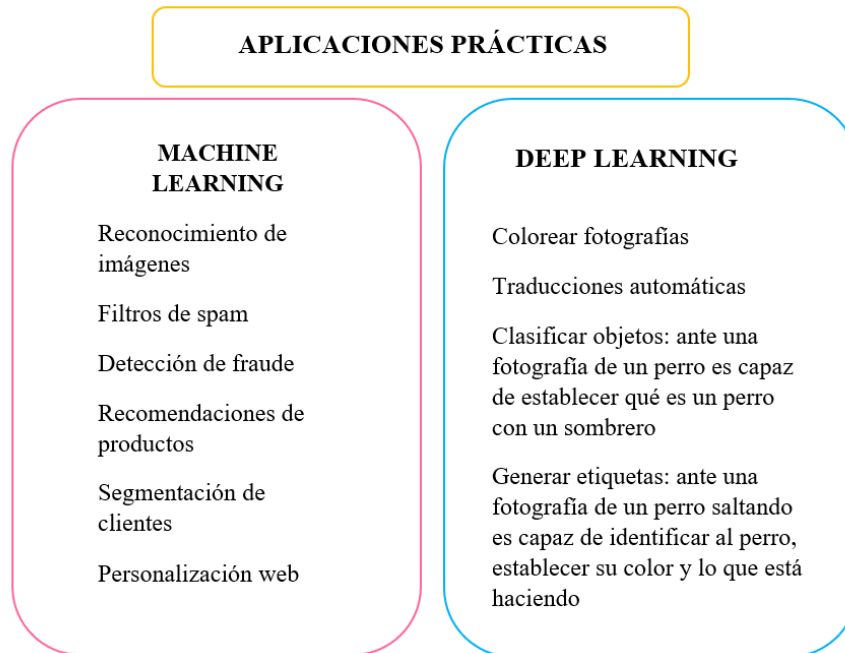 APLICACIONES PRÁCTICAS
MACHINE
LEARNING
Reconocimiento de
imágenes
Filtros de spam
Detección de fraude
Recomendaciones de
productos
Segmentación de
clientes
Personalización web
DEEP LEARNING
Colorear fotografías
Traducciones automáticas
Clasificar objetos: ante una
fotografía de un perro es capaz
de establecer qué es un perro
con un sombrero
Generar etiquetas: ante una
fotografía de un perro saltando
es capaz de identificar al perro,
establecer su color y lo que está
haciendo